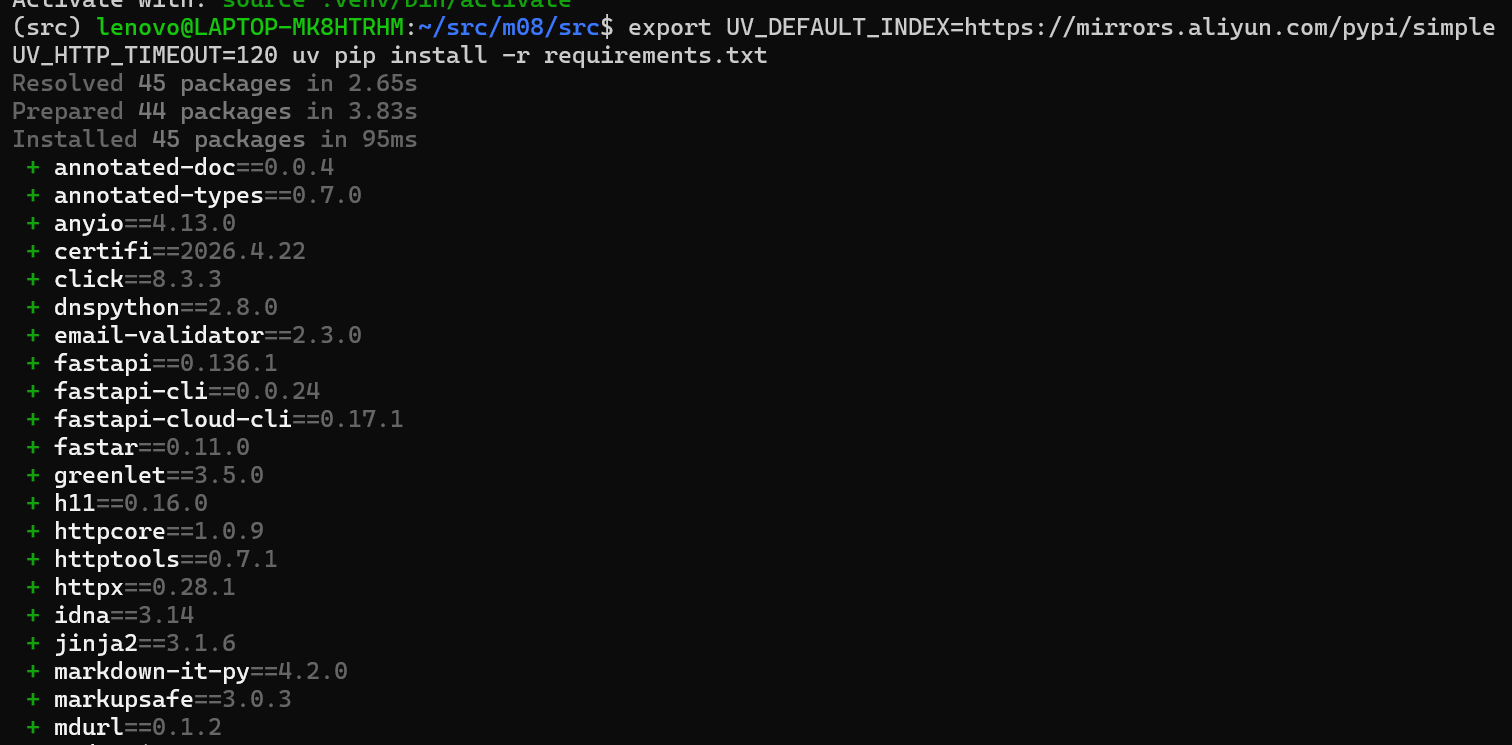 Activate with: source .venv/bin/activate
(src) lenovo@LAPTOP-MK8HTRHM:~/src/m08/src$ export UV_DEFAULT_INDEX=https://mirrors.aliyun.com/pypi/simple
UV_HTTP_TIMEOUT=120 uv pip install -r requirements.txt
Resolved 45 packages in 2.65s
Prepared 44 packages in 3.83s
Installed 45 packages in 95ms
+ annotated-doc==0.0.4
+ annotated-types==0.7.0
+ anyio==4.13.0
+ certifi==2026.4.22
+ click==8.3.3
+ dnspython==2.8.0
+ email-validator==2.3.0
+ fastapi==0.136.1
+ fastapi-cli==0.0.24
+ fastapi-cloud-cli==0.17.1
+ fastar==0.11.0
+ greenlet==3.5.0
+ h11==0.16.0
+ httpcore==1.0.9
+ httptools==0.7.1
+ httpx==0.28.1
+ idna==3.14
+ jinja2==3.1.6
+ markdown-it-py==4.2.0
+ markupsafe==3.0.3
+ mdurl==0.1.2